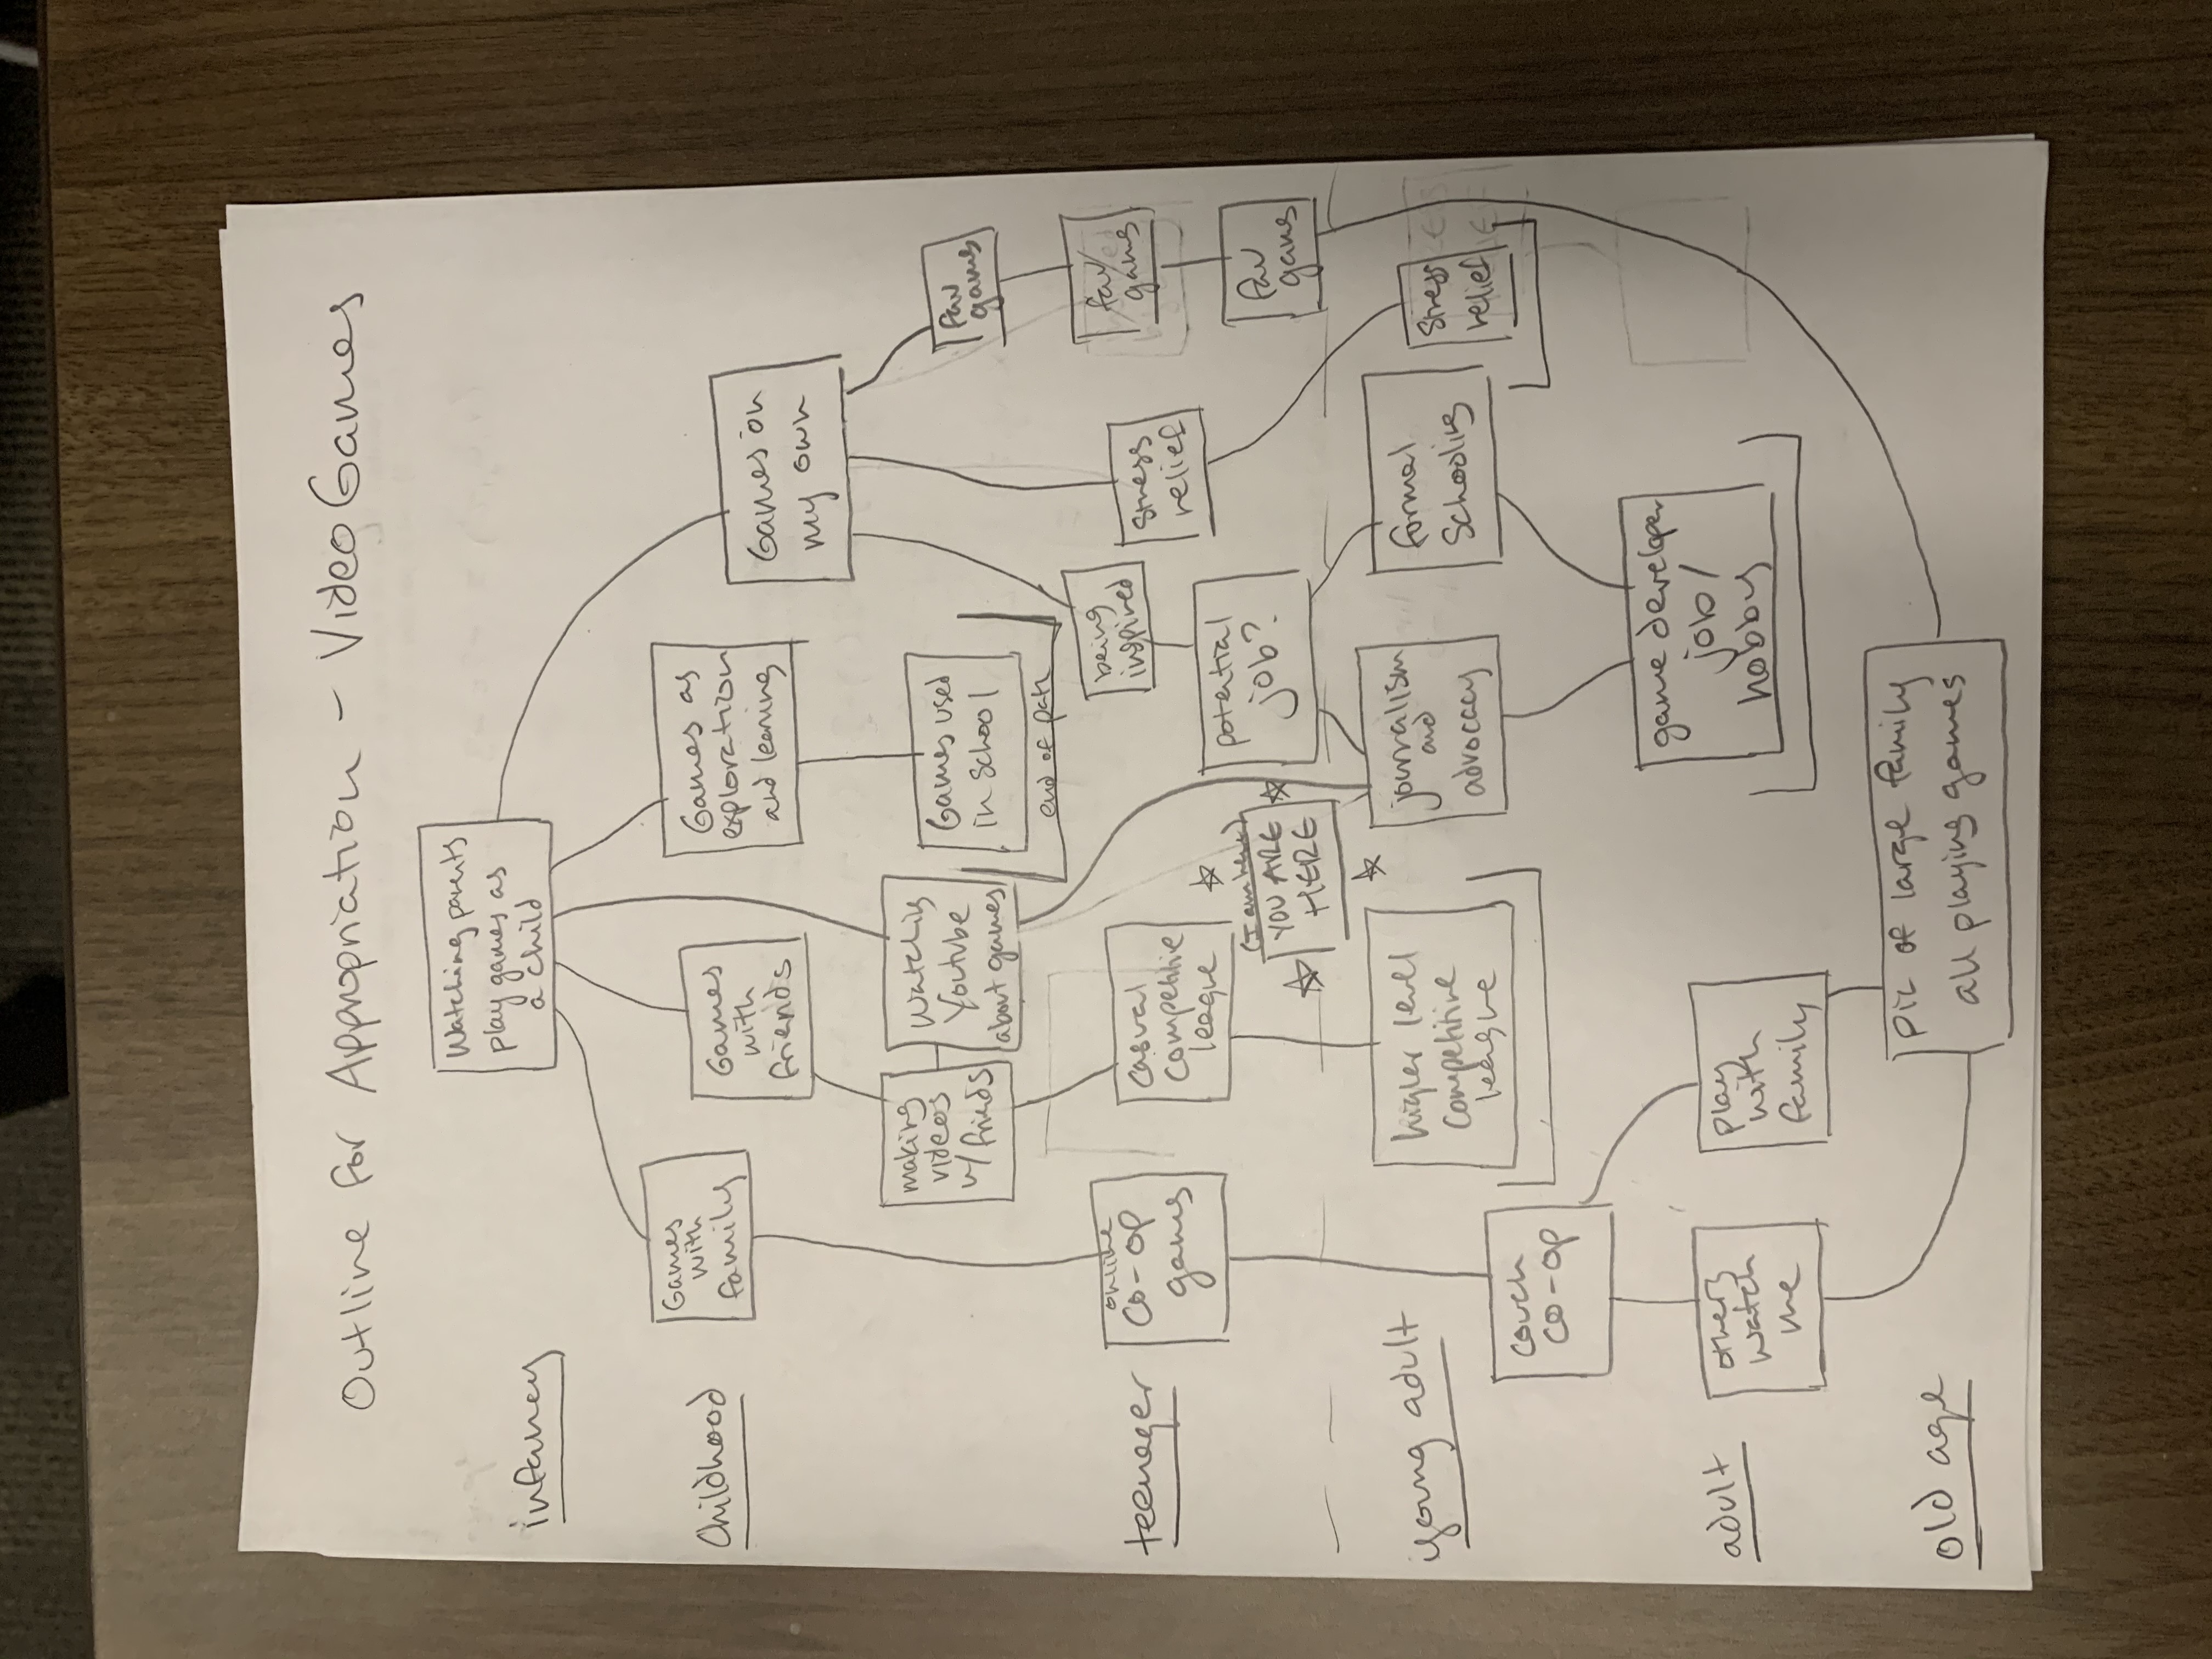 Outline for Appropriation - Video Games
infancy
Watching parents
play games as
a child
Childhood
Games
with
family
Games
with
friends
Games as
exploration
and learning
Games on
my own
making
videos
w/ friends
Watching
Youtube
about games
Games used
in School
end of path
fav
games
teenager
online
co-op
games
casual
competitive
league
being
inspired
stress
relief
fav
games
potential
job?
fav
games
(I am here)
YOU ARE
HERE
young adult
higher level
competitive
league
journalism
and
advocacy
formal
Schooling
Stress
relief
couch
co-op
adult
others
watch
me
play
with
family
game developer
job/
hobby
old age
pic of large family
all playing games